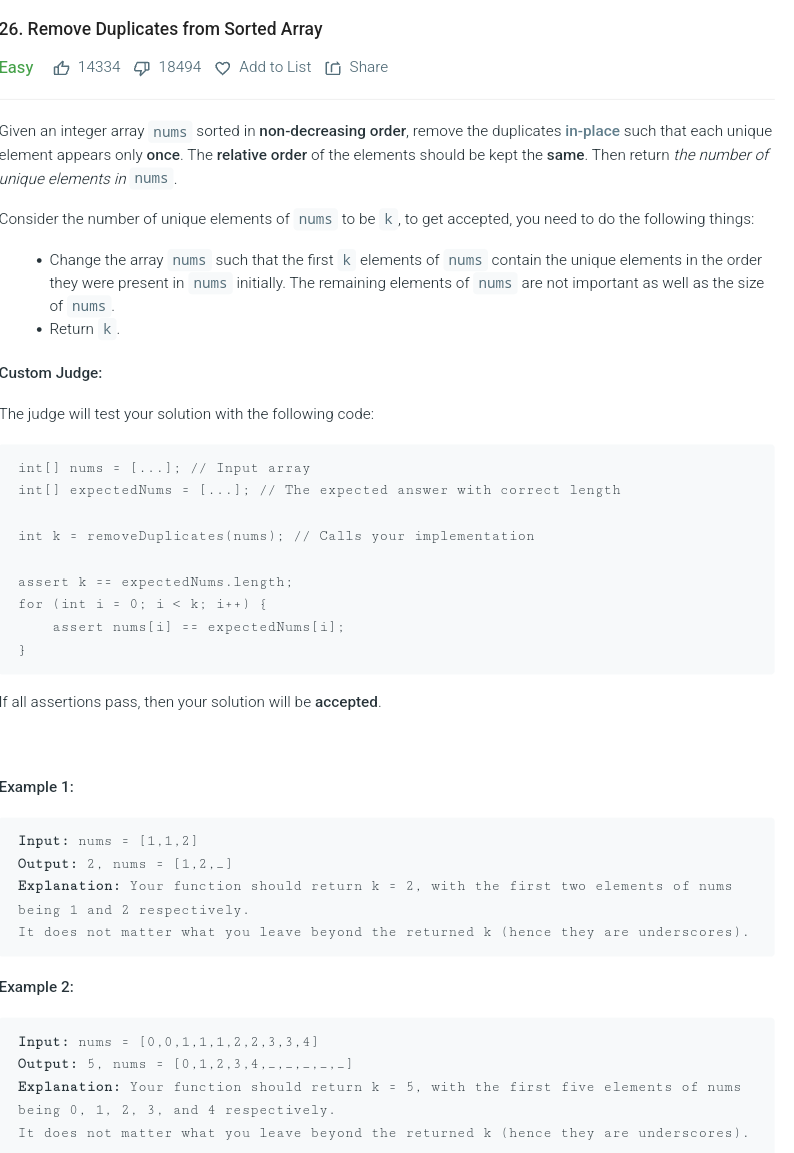 26. Remove Duplicates from Sorted Array
Easy 14334 18494 Add to List Share
Given an integer array nums sorted in non-decreasing order, remove the duplicates in-place such that each unique
element appears only once. The relative order of the elements should be kept the same. Then return the number of
unique elements in nums.
Consider the number of unique elements of nums to be k, to get accepted, you need to do the following things:
• Change the array nums such that the first k elements of nums contain the unique elements in the order
they were present in nums initially. The remaining elements of nums are not important as well as the size
of nums.
• Return k.
Custom Judge:
The judge will test your solution with the following code:
int[] nums = [...]; // Input array
int[] expectedNums = [...]; // The expected answer with correct length
int k = removeDuplicates(nums); // Calls your implementation
assert k == expectedNums.length;
for (int i = 0; i < k; i++) {
    assert nums[i] == expectedNums[i];
}
If all assertions pass, then your solution will be accepted.
Example 1:
Input: nums = [1,1,2]
Output: 2, nums = [1,2,_]
Explanation: Your function should return k = 2, with the first two elements of nums
being 1 and 2 respectively.
It does not matter what you leave beyond the returned k (hence they are underscores).
Example 2:
Input: nums = [0,0,1,1,1,2,2,3,3,4]
Output: 5, nums = [0,1,2,3,4,_,_,_,_,_]
Explanation: Your function should return k = 5, with the first five elements of nums
being 0, 1, 2, 3, and 4 respectively.
It does not matter what you leave beyond the returned k (hence they are underscores).